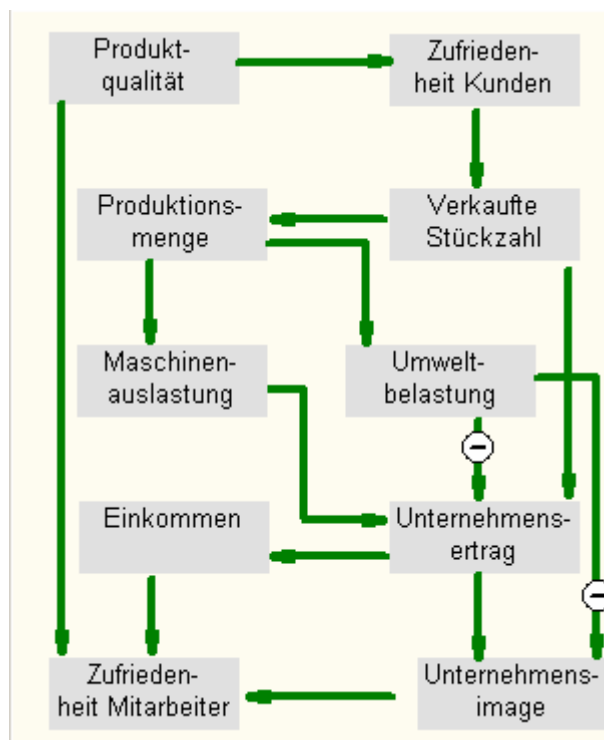 Produkt-
qualität
Zufrieden-
heit Kunden
Produktions-
menge
Verkaufte
Stückzahl
Maschinen-
auslastung
Umwelt-
belastung
−
Einkommen
Unternehmens-
ertrag
−
Zufrieden-
heit Mitarbeiter
Unternehmens-
image